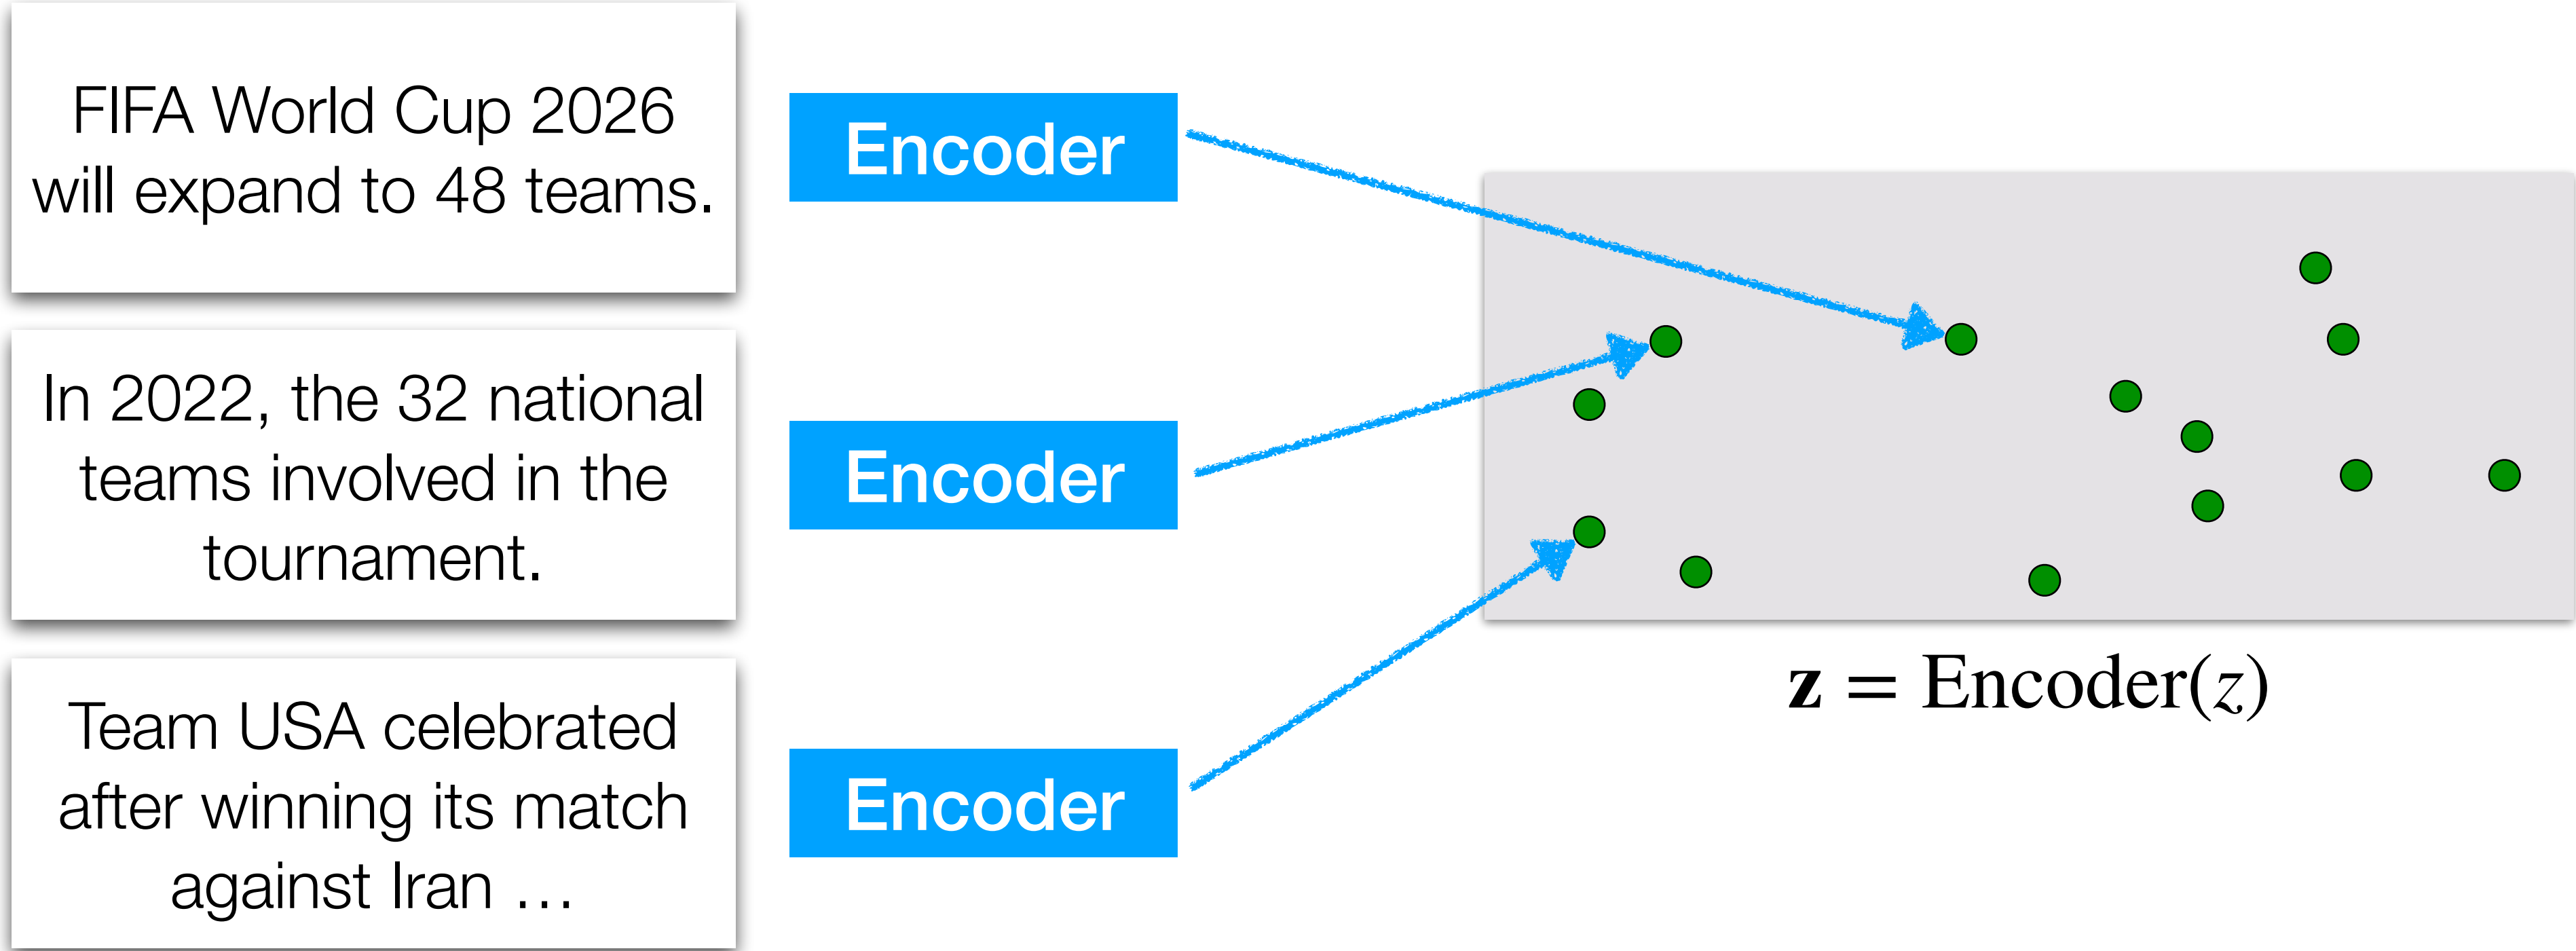 FIFA World Cup 2026
will expand to 48 teams.
Encoder
In 2022, the 32 national
teams involved in the
tournament.
Encoder
Team USA celebrated
after winning its match
against Iran …
Encoder
z = Encoder(z)